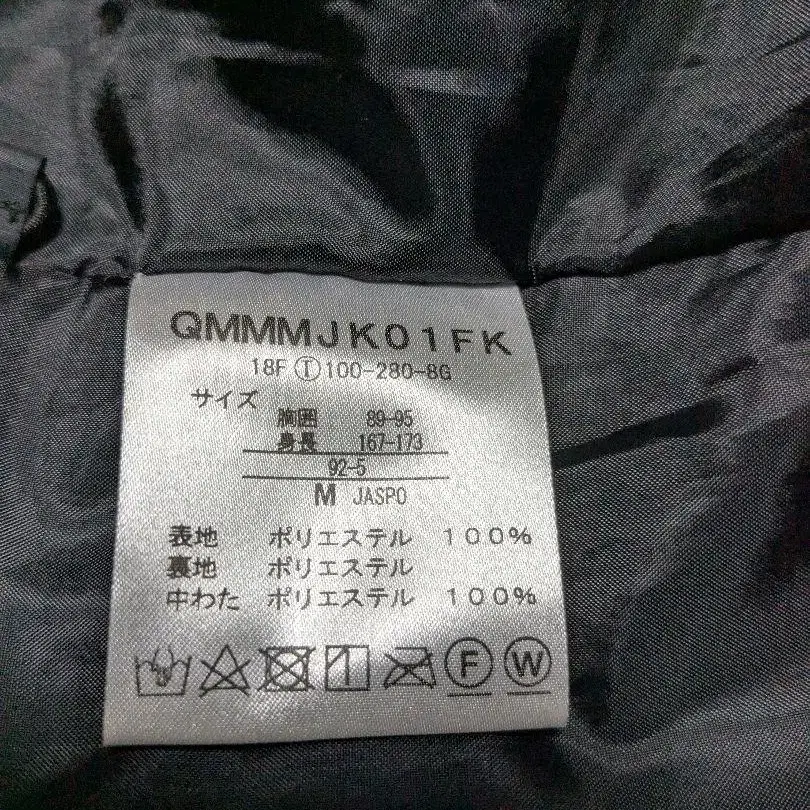 QMMMJK01FK
18F Ⓣ100-280-8G
サイズ
胸囲 89-95
身長 167-173
92-5
M JASPO
表地 ポリエステル 100%
裏地 ポリエステル
中わた ポリエステル 100%
F W